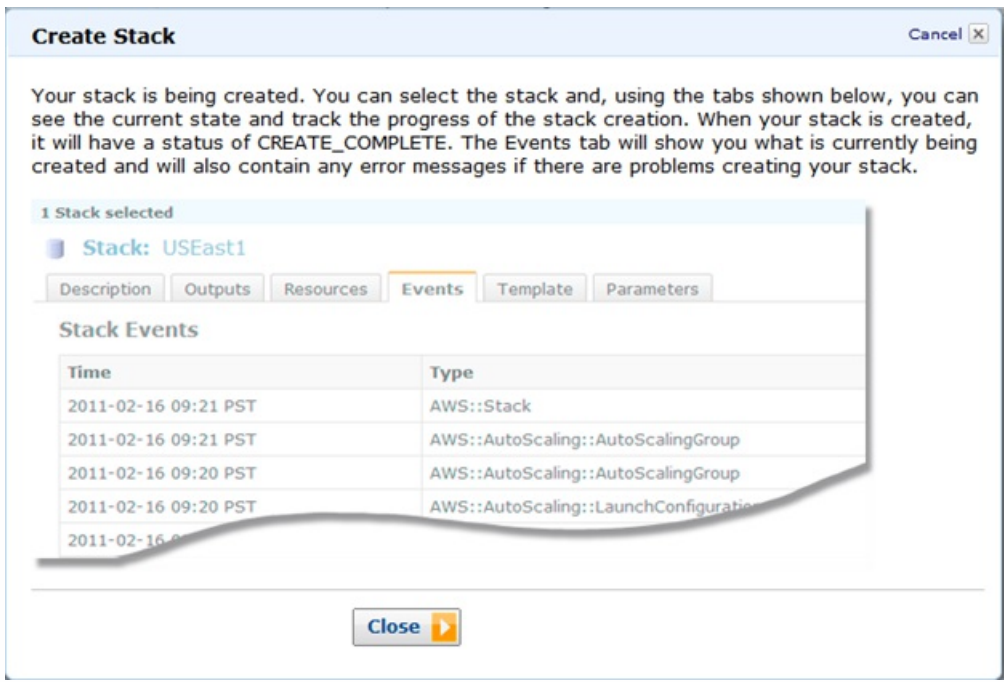 Create Stack
Cancel
Your stack is being created. You can select the stack and, using the tabs shown below, you can
see the current state and track the progress of the stack creation. When your stack is created,
it will have a status of CREATE_COMPLETE. The Events tab will show you what is currently being
created and will also contain any error messages if there are problems creating your stack.
1 Stack selected
Stack: USEast1
Description Outputs Resources Events Template Parameters
Stack Events
Time Type
2011-02-16 09:21 PST AWS::Stack
2011-02-16 09:21 PST AWS::AutoScaling::AutoScalingGroup
2011-02-16 09:20 PST AWS::AutoScaling::AutoScalingGroup
2011-02-16 09:20 PST AWS::AutoScaling::LaunchConfiguratio
2011-02-16
Close